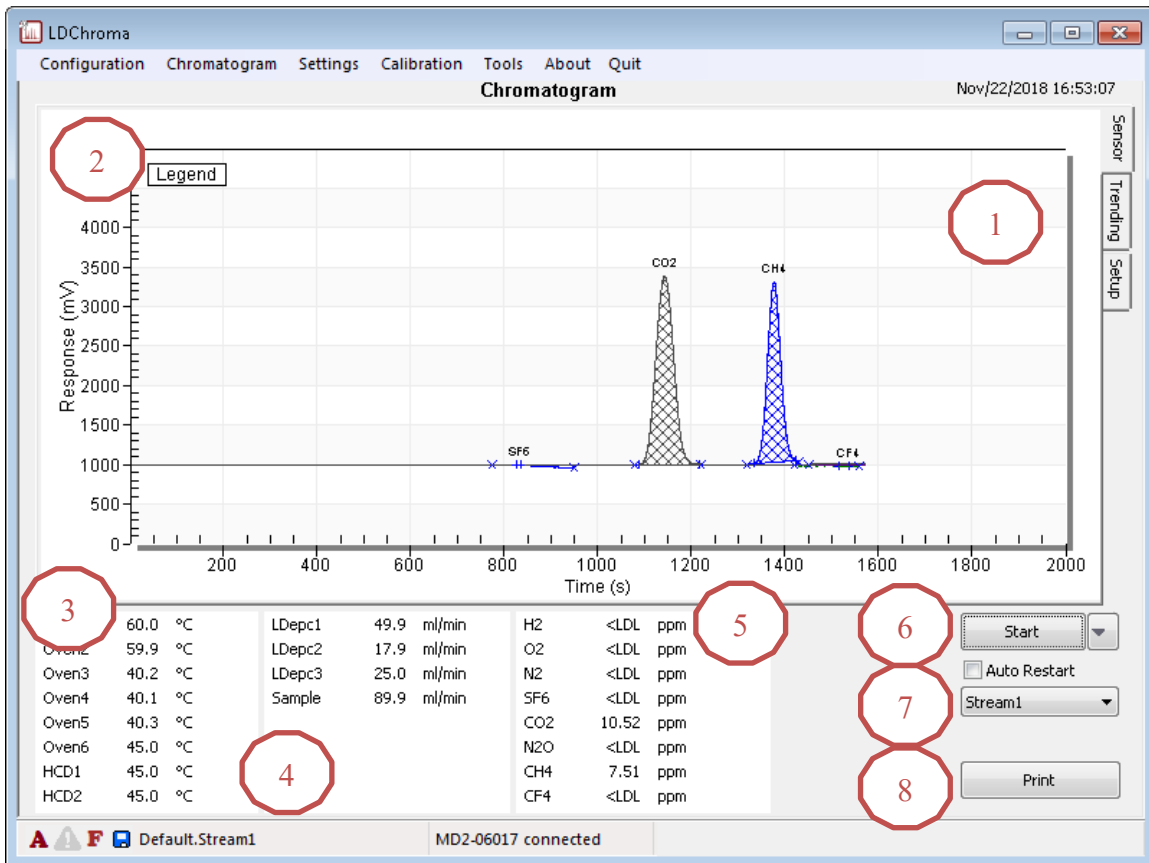 LDChroma
Configuration Chromatogram Settings Calibration Tools About Quit
Chromatogram
Nov/22/2018 16:53:07
Sensor
Trending
Setup
2
Legend
1
Response (mV)
4000
3500
3000
2500
2000
1500
1000
500
0
SF6
CO2
CH4
CF4
200 400 600 800 1000 1200 1400 1600 1800 2000
Time (s)
3
60.0 °C
Oven2 59.9 °C
Oven3 40.2 °C
Oven4 40.1 °C
Oven5 40.3 °C
Oven6 45.0 °C
HCD1 45.0 °C
HCD2 45.0 °C
LDepc1 49.9 ml/min
LDepc2 17.9 ml/min
LDepc3 25.0 ml/min
Sample 89.9 ml/min
4
H2 <LDL ppm
O2 <LDL ppm
N2 <LDL ppm
SF6 <LDL ppm
CO2 10.52 ppm
N2O <LDL ppm
CH4 7.51 ppm
CF4 <LDL ppm
5
6
Start
Auto Restart
7
Stream1
8
Print
A F Default.Stream1
MD2-06017 connected